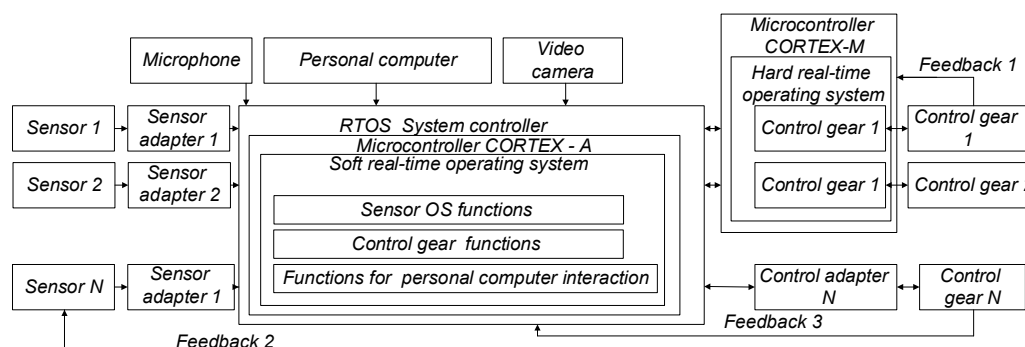 Microphone
Personal computer
Video
camera
Microcontroller
CORTEX-M
Hard real-time
operating system
Feedback 1
Sensor 1
Sensor
adapter 1
RTOS System controller
Microcontroller CORTEX - A
Soft real-time operating system
Control gear 1
Control gear
1
Sensor 2
Sensor
adapter 2
Sensor OS functions
Control gear 1
Control gear
Control gear functions
Functions for personal computer interaction
Sensor N
Sensor
adapter 1
Control adapter
N
Control
gear N
Feedback 2
Feedback 3